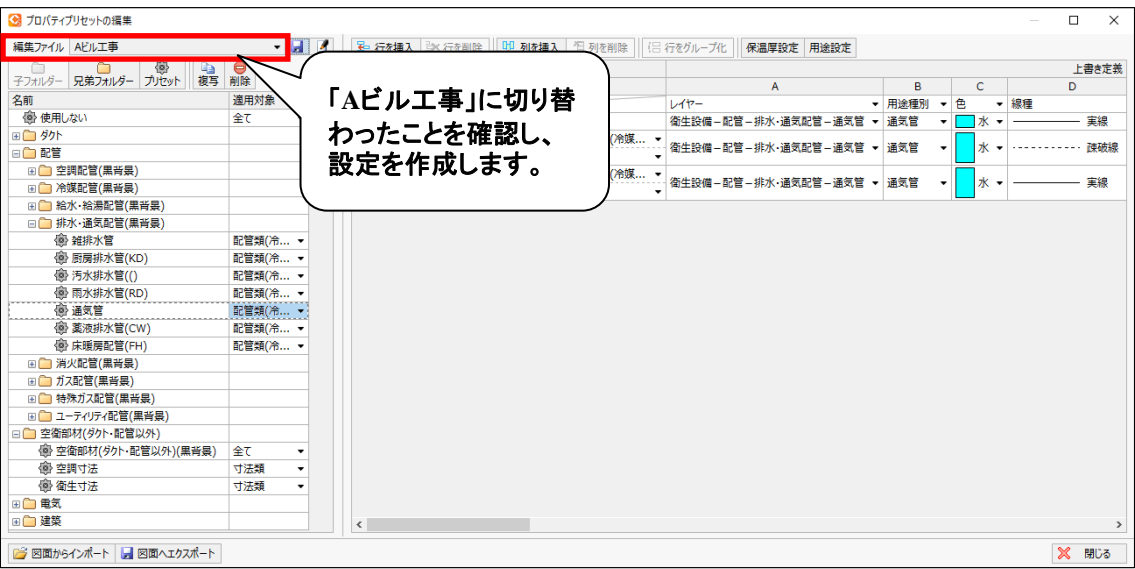 プロパティプリセットの編集
編集ファイル Aビル工事
行を挿入 行を削除 列を挿入 列を削除 行をグループ化 保温厚設定 用途設定
子フォルダー 兄弟フォルダー プリセット 複写 削除
上書き定義
A B C D
名前 適用対象
レイヤー 用途種別 色 線種
「Aビル工事」に切り替
わったことを確認し、
設定を作成します。
使用しない 全て
衛生設備－配管－排水・通気配管－通気管 通気管 水 実線
ダクト
(冷媒...
衛生設備－配管－排水・通気配管－通気管 通気管 水 疎破線
配管
空調配管(黒背景)
(冷媒...
衛生設備－配管－排水・通気配管－通気管 通気管 水 実線
冷媒配管(黒背景)
給水・給湯配管(黒背景)
排水・通気配管(黒背景)
雑排水管 配管類(冷...
厨房排水管(KD) 配管類(冷...
汚水排水管(() 配管類(冷...
雨水排水管(RD) 配管類(冷...
通気管 配管類(冷...
薬液排水管(CW) 配管類(冷...
床暖房配管(FH) 配管類(冷...
消火配管(黒背景)
ガス配管(黒背景)
特殊ガス配管(黒背景)
ユーティリティ配管(黒背景)
空衛部材(ダクト・配管以外)
空衛部材(ダクト・配管以外)(黒背景) 全て
空調寸法 寸法類
衛生寸法 寸法類
電気
建築
図面からインポート 図面へエクスポート 閉じる